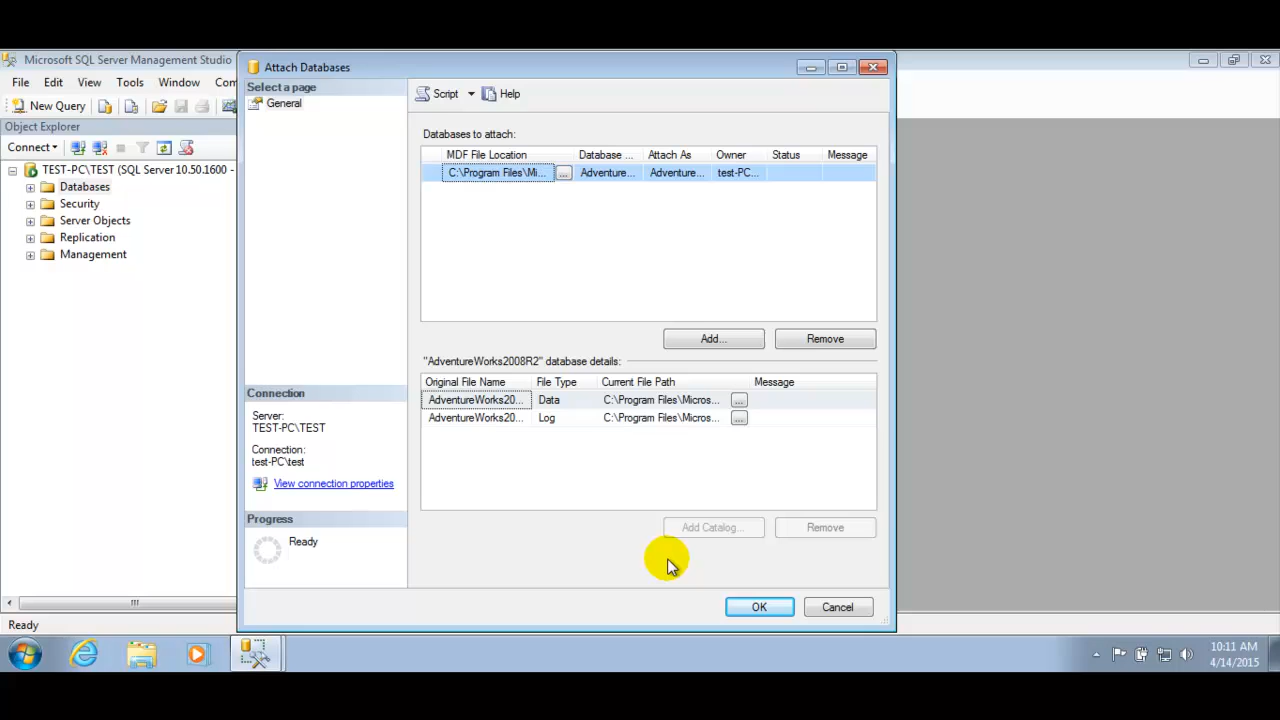 Microsoft SQL Server Management Studio
File Edit View Tools Window Com
New Query
Object Explorer
Connect
TEST-PC\TEST (SQL Server 10.50.1600 -
Databases
Security
Server Objects
Replication
Management
Ready
Attach Databases
Select a page
General
Script Help
Databases to attach:
MDF File Location Database ... Attach As Owner Status Message
C:\Program Files\Mi... ... Adventure... Adventure... test-PC...
Add... Remove
"AdventureWorks2008R2" database details:
Original File Name File Type Current File Path Message
AdventureWorks20... Data C:\Program Files\Micros... ...
AdventureWorks20... Log C:\Program Files\Micros... ...
Add Catalog... Remove
Connection
Server:
TEST-PC\TEST
Connection:
test-PC\test
View connection properties
Progress
Ready
OK Cancel
10:11 AM
4/14/2015